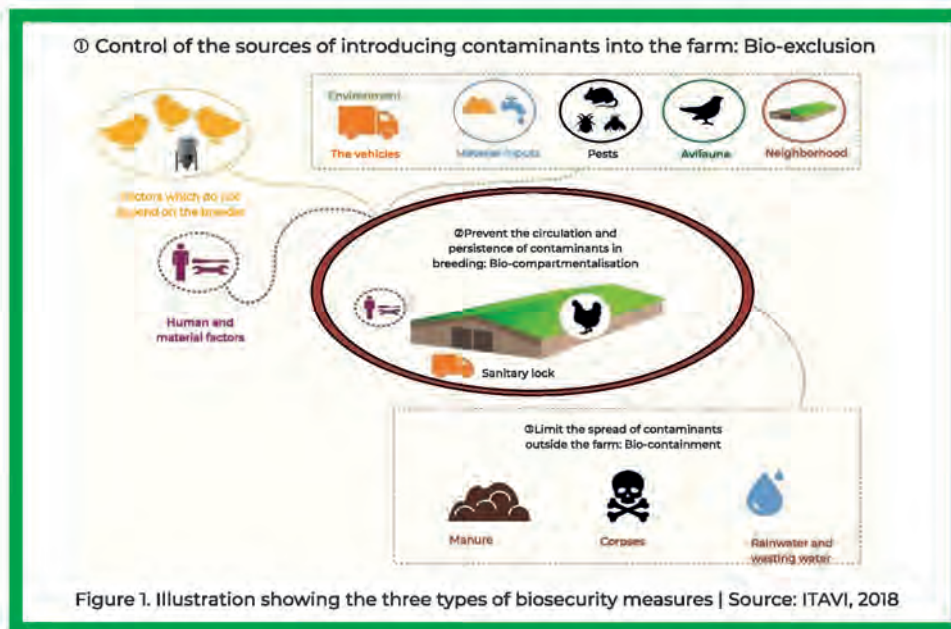 ① Control of the sources of introducing contaminants into the farm: Bio-exclusion
Environment
The vehicles
Material inputs
Pests
Avifauna
Neighborhood
Factors which do not
depend on the breeder
Human and
material factors
②Prevent the circulation and
persistence of contaminants in
breeding: Bio-compartmentalisation
Sanitary lock
③Limit the spread of contaminants
outside the farm: Bio-containment
Manure
Corpses
Rainwater and
wasting water
Figure 1. Illustration showing the three types of biosecurity measures | Source: ITAVI, 2018